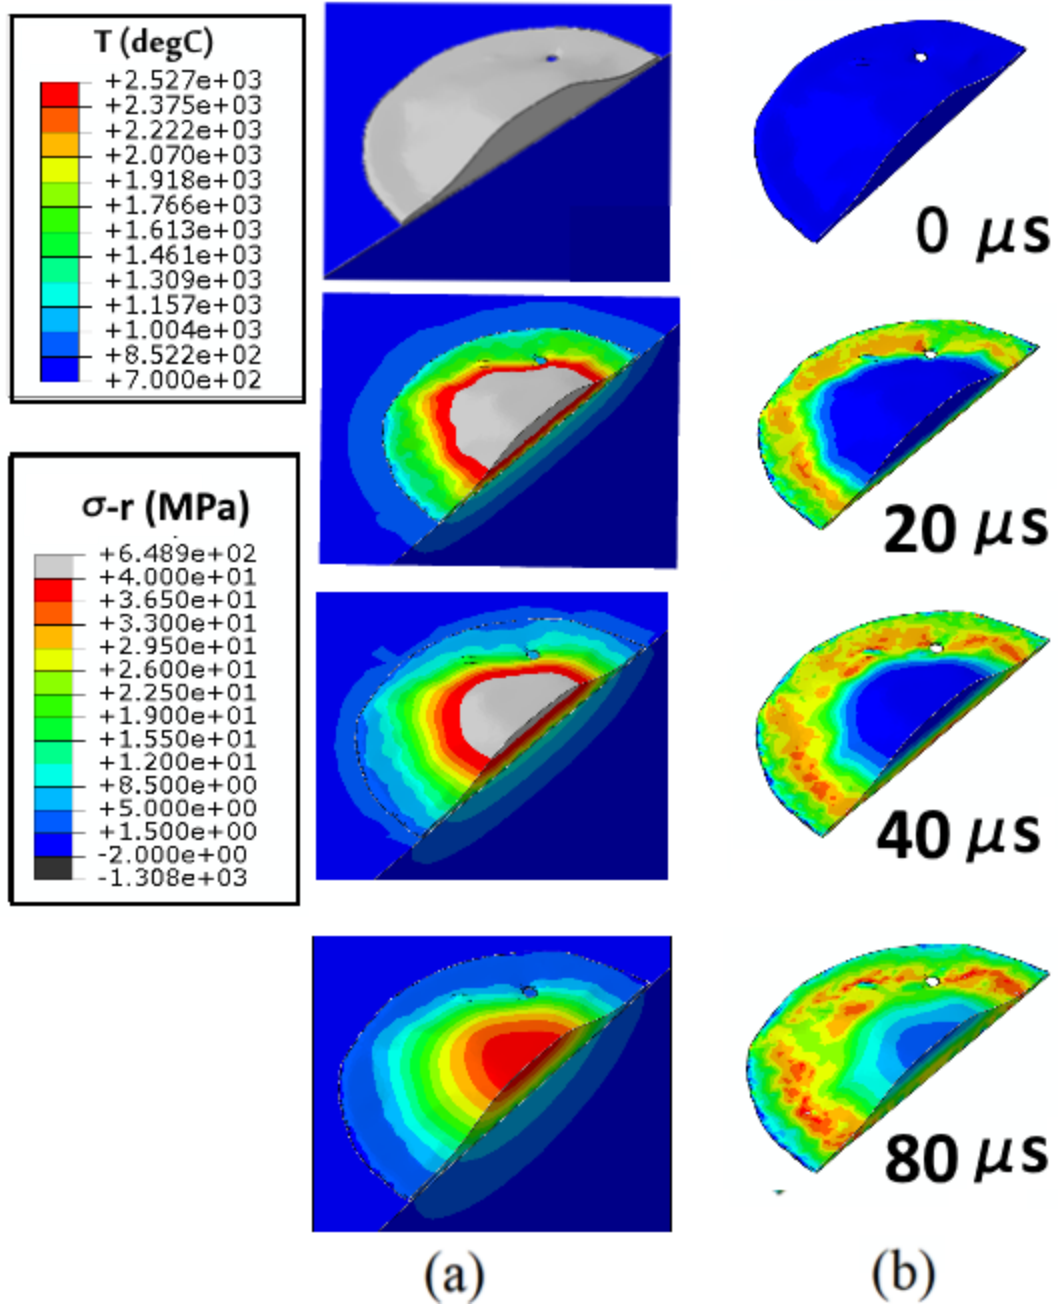 T (degC)
+2.527e+03
+2.375e+03
+2.222e+03
+2.070e+03
+1.918e+03
+1.766e+03
+1.613e+03
+1.461e+03
+1.309e+03
+1.157e+03
+1.004e+03
+8.522e+02
+7.000e+02
σ-r (MPa)
+6.489e+02
+4.000e+01
+3.650e+01
+3.300e+01
+2.950e+01
+2.600e+01
+2.250e+01
+1.900e+01
+1.550e+01
+1.200e+01
+8.500e+00
+5.000e+00
+1.500e+00
-2.000e+00
-1.308e+03
0 μs
20 μs
40 μs
80 μs
(a)
(b)